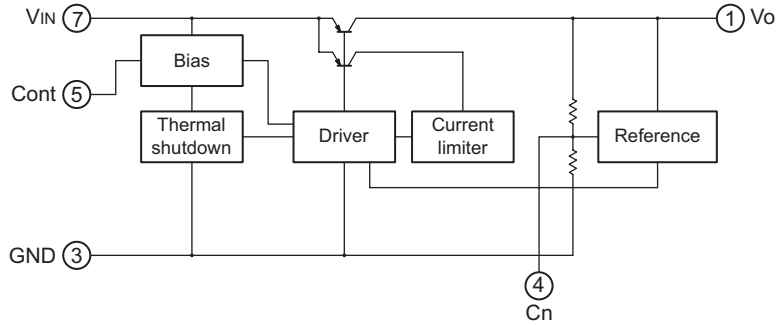 VIN 7
1 Vo
Bias
Cont 5
Thermal
shutdown
Driver
Current
limiter
Reference
GND 3
4
Cn